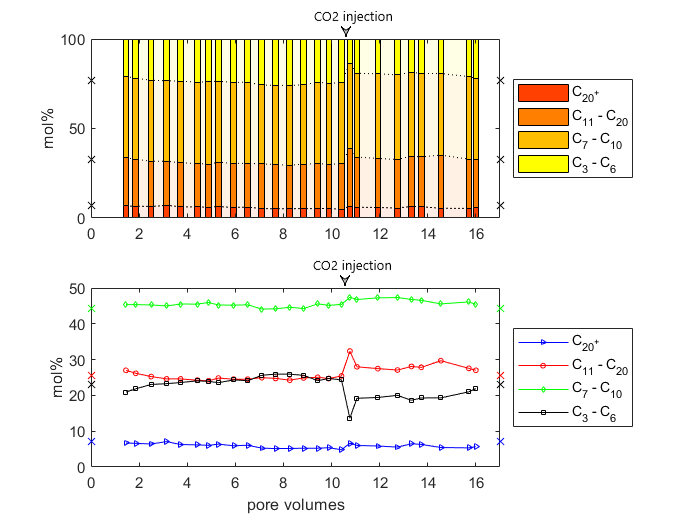 CO2 injection
100
50
0
mol%
0 2 4 6 8 10 12 14 16
C20+
C11 - C20
C7 - C10
C3 - C6
CO2 injection
50
40
30
20
10
0
mol%
0 2 4 6 8 10 12 14 16
pore volumes
C20+
C11 - C20
C7 - C10
C3 - C6